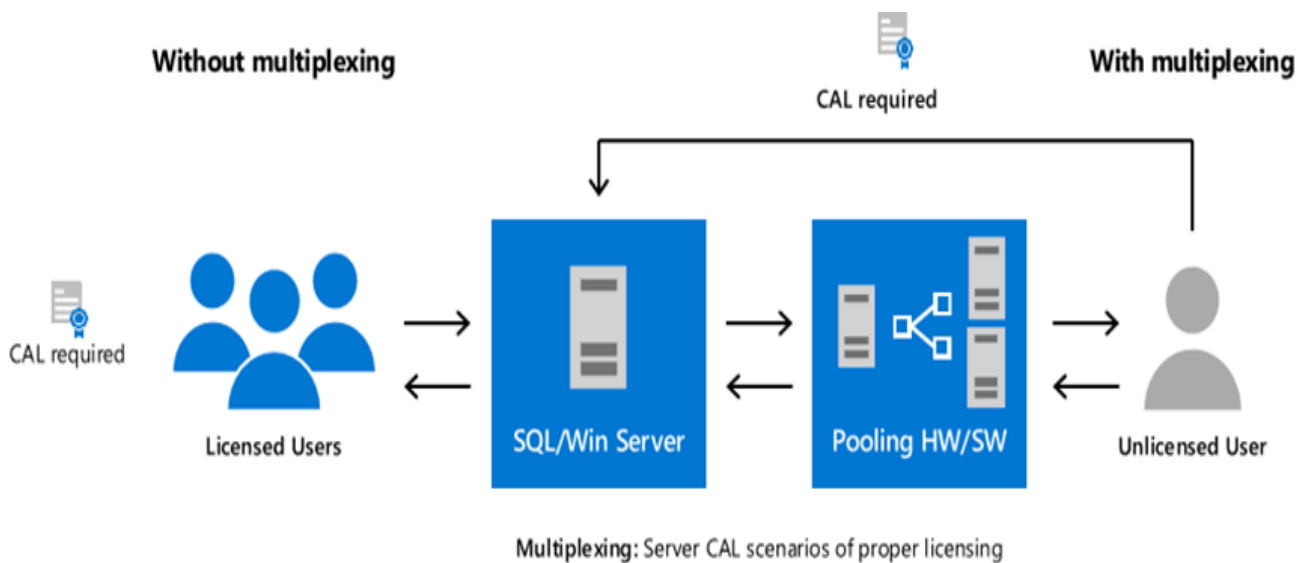 Without multiplexing
With multiplexing
CAL required
CAL required
Licensed Users
SQL/Win Server
Pooling HW/SW
Unlicensed User
Multiplexing: Server CAL scenarios of proper licensing